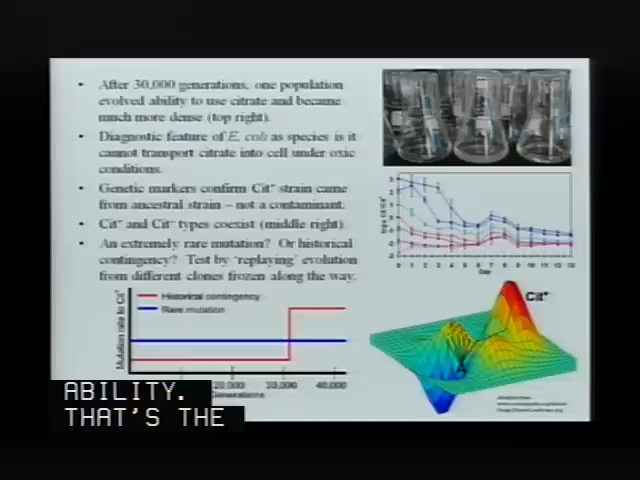 After 30,000 generations, one population
evolved ability to use citrate and became
much more dense (top right).
Diagnostic feature of E. coli as species is it
cannot transport citrate into cell under oxic
conditions.
Genetic markers confirm Cit⁺ strain came
from ancestral strain – not a contaminant.
Cit⁺ and Cit⁻ types coexist (middle right).
An extremely rare mutation? Or historical
contingency? Test by 'replaying' evolution
from different clones frozen along the way.
Mutation rate to Cit⁺
Historical contingency
Rare mutation
20,000 30,000 40,000
Generations
Day
Cit⁺
ABILITY.
THAT'S THE